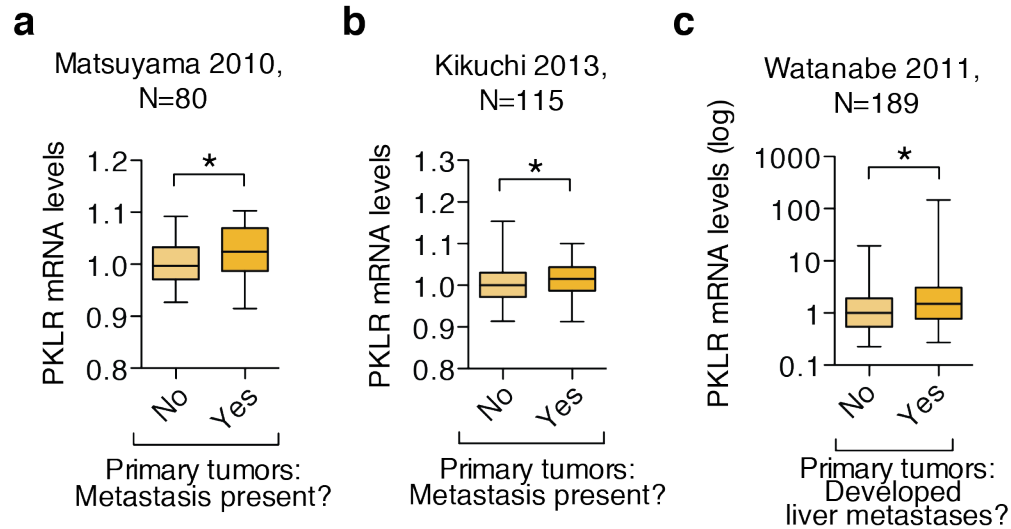 a
Matsuyama 2010,
N=80
PKLR mRNA levels
1.2
1.1
1.0
0.9
0.8
*
No
Yes
Primary tumors:
Metastasis present?
b
Kikuchi 2013,
N=115
PKLR mRNA levels
1.3
1.2
1.1
1.0
0.9
0.8
*
No
Yes
Primary tumors:
Metastasis present?
c
Watanabe 2011,
N=189
PKLR mRNA levels (log)
1000
100
10
1
0.1
*
No
Yes
Primary tumors:
Developed
liver metastases?